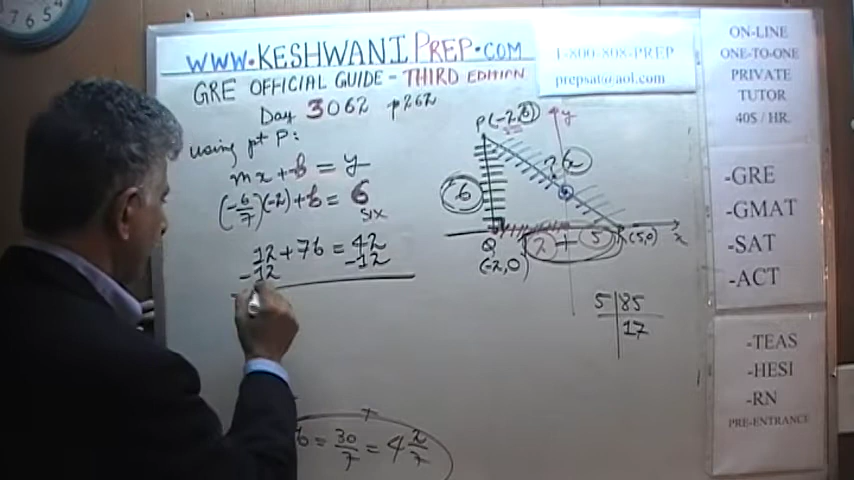 7 6 5 4
WWW.KESHWANIPREP.COM
GRE OFFICIAL GUIDE - THIRD EDITION
Day 3062 p262
using pt P:
mx + b = y
(-6/7)(-2) + b = 6
SIX
12 + 7b = 42
-12 -12
b = 30/7 = 4 2/7
1-800-808-PREP
prepsat@aol.com
y
6
2 + 5
(5,0)
x
Q
(-2,0)
5 85
17
ON-LINE
ONE-TO-ONE
PRIVATE
TUTOR
40$ / HR.
-GRE
-GMAT
-SAT
-ACT
-TEAS
-HESI
-RN
PRE-ENTRANCE